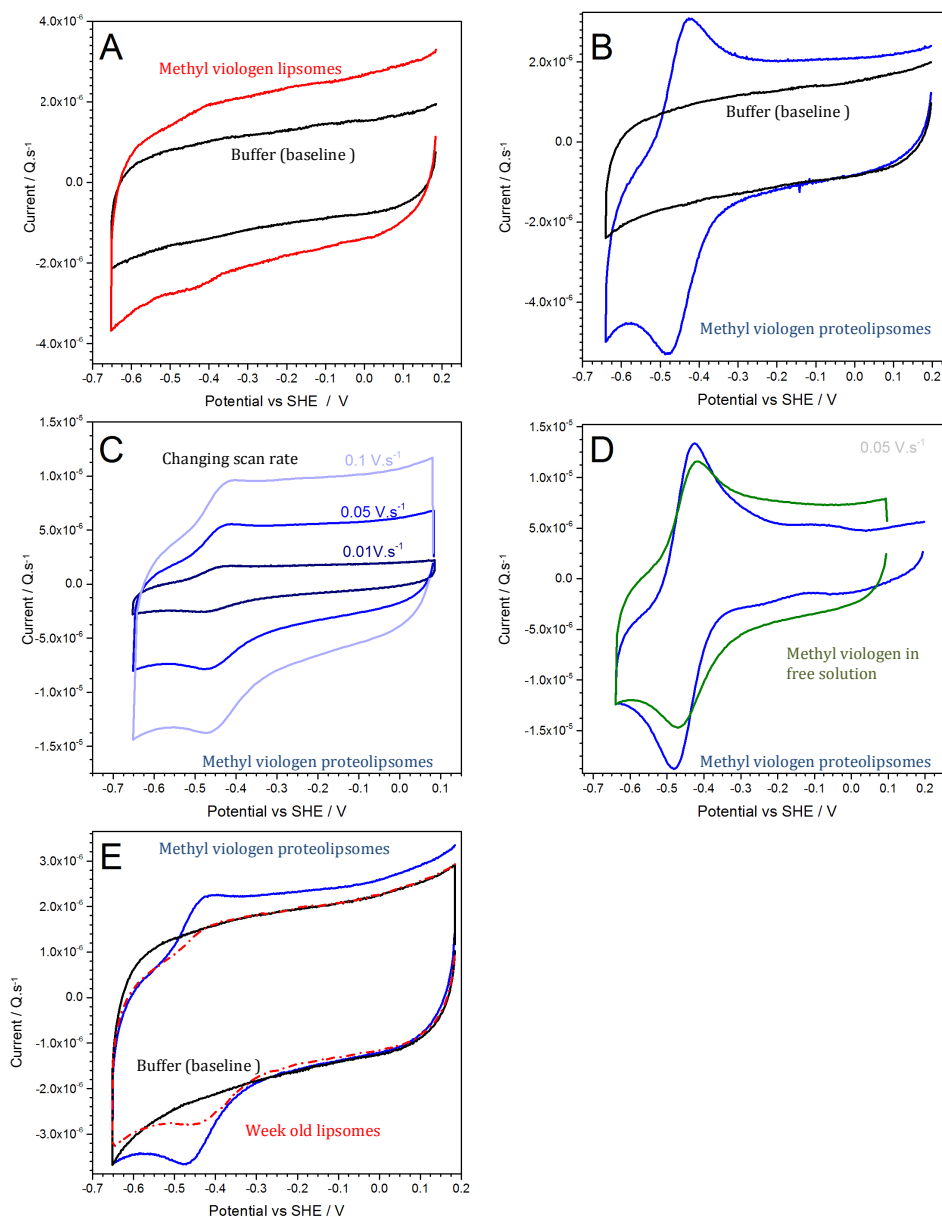 A
Methyl viologen lipsomes
Buffer (baseline )
4.0x10-6
2.0x10-6
0.0
-2.0x10-6
-4.0x10-6
Current / Q.s-1
-0.7 -0.6 -0.5 -0.4 -0.3 -0.2 -0.1 0.0 0.1 0.2
Potential vs SHE / V
B
Buffer (baseline )
Methyl viologen proteolipsomes
2.0x10-6
0.0
-2.0x10-6
-4.0x10-6
Current / Q.s-1
-0.7 -0.6 -0.5 -0.4 -0.3 -0.2 -0.1 0.0 0.1 0.2
Potential vs SHE / V
C
Changing scan rate
0.1 V.s-1
0.05 V.s-1
0.01V.s-1
Methyl viologen proteolipsomes
1.5x10-5
1.0x10-5
5.0x10-6
0.0
-5.0x10-6
-1.0x10-5
-1.5x10-5
Current / Q.s-1
-0.7 -0.6 -0.5 -0.4 -0.3 -0.2 -0.1 0.0 0.1
Potential vs SHE / V
D
0.05 V.s-1
Methyl viologen in
free solution
Methyl viologen proteolipsomes
1.5x10-5
1.0x10-5
5.0x10-6
0.0
-5.0x10-6
-1.0x10-5
-1.5x10-5
Current / Q.s-1
-0.7 -0.6 -0.5 -0.4 -0.3 -0.2 -0.1 0.0 0.1 0.2
Potential vs SHE / V
E
Methyl viologen proteolipsomes
Buffer (baseline )
Week old lipsomes
3.0x10-6
2.0x10-6
1.0x10-6
0.0
-1.0x10-6
-2.0x10-6
-3.0x10-6
Current / Q.s-1
-0.7 -0.6 -0.5 -0.4 -0.3 -0.2 -0.1 0.0 0.1 0.2
Potential vs SHE / V